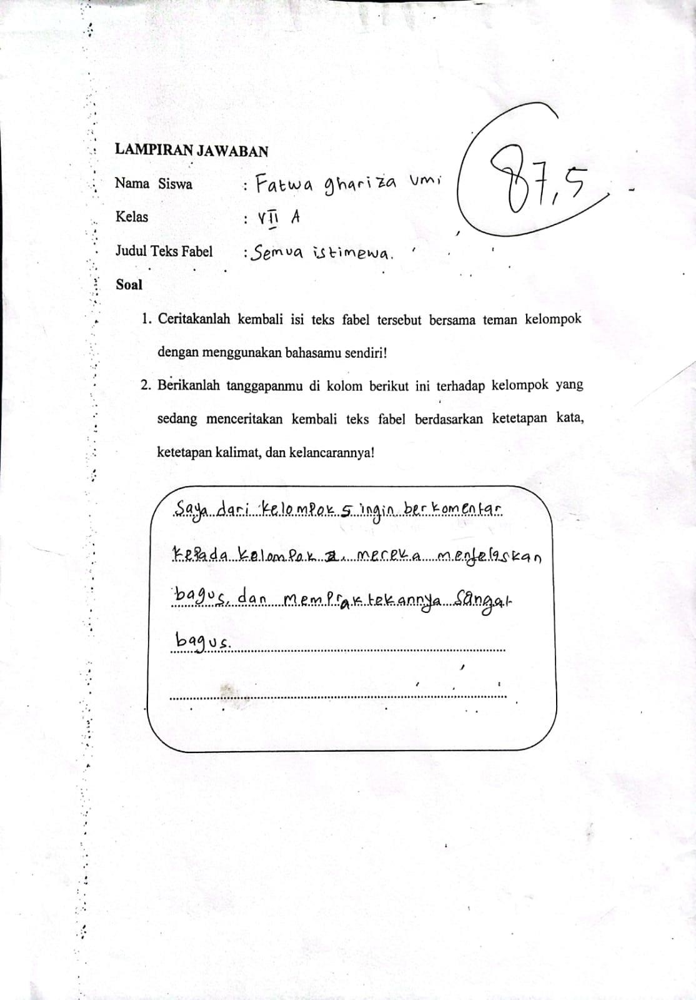 LAMPIRAN JAWABAN
87,5
Nama Siswa : Fatwa ghariza umi
Kelas : VII A
Judul Teks Fabel : Semua istimewa.
Soal
1. Ceritakanlah kembali isi teks fabel tersebut bersama teman kelompok
dengan menggunakan bahasamu sendiri!
2. Berikanlah tanggapanmu di kolom berikut ini terhadap kelompok yang
sedang menceritakan kembali teks fabel berdasarkan ketetapan kata,
ketetapan kalimat, dan kelancarannya!
Saya dari kelompok 5 ingin berkomentar
kepada kelompok 2, mereka menjelaskan
bagus, dan mempraktekannya sangat
bagus.